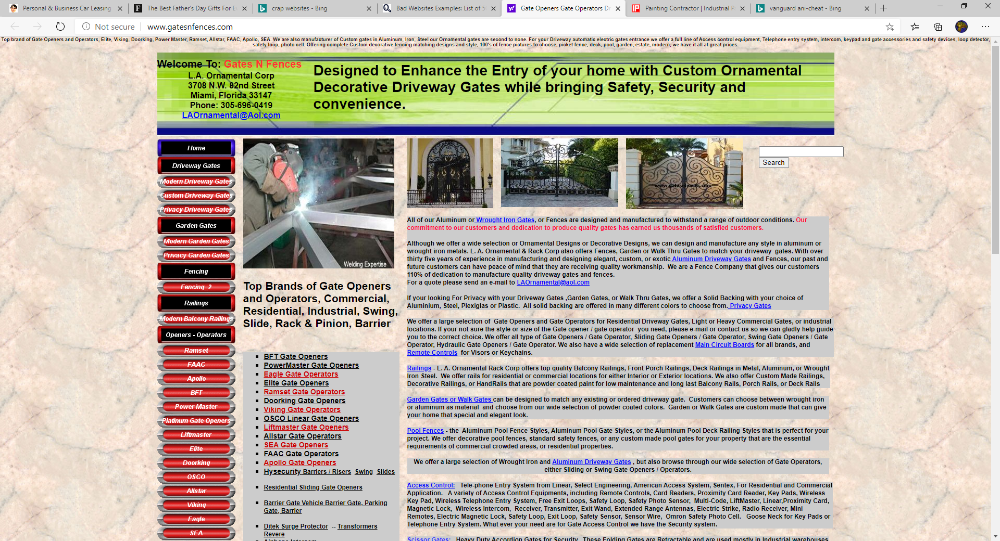 Personal & Business Car Leasing
The Best Father's Day Gifts For E
crap websites - Bing
Bad Websites Examples: List of 5
Gate Openers Gate Operators Dr
Painting Contractor | Industrial P
vanguard ani-cheat - Bing
Not secure
www.gatesnfences.com
Top brand of Gate Openers and Operators, Elite, Viking, Doorking, Power Master, Ramset, Allstar, FAAC, Apollo, SEA. We are also manufacturer of Custom gates in Aluminum, Iron, Steel our Ornamental gates are second to none. For your Driveway automatic electric gates entrance we offer a full line of Access control equipment, Telephone entry system, intercom, keypad and gate accessories and safety devices, loop detector,
safety loop, photo cell. Offering complete Custom decorative fencing matching designs and style, 100's of fence pictures to choose, picket fence, deck, pool, garden, estate, modern, we have it all at great prices.
Welcome To: Gates N Fences
L.A. Ornamental Corp
3708 N.W. 82nd Street
Miami, Florida 33147
Phone: 305-696-0419
LAOrnamental@Aol.com
Designed to Enhance the Entry of your home with Custom Ornamental
Decorative Driveway Gates while bringing Safety, Security and
convenience.
Home
Driveway Gates
Modern Driveway Gates
Custom Driveway Gates
Privacy Driveway Gates
Garden Gates
Modern Garden Gates
Privacy Garden Gates
Fencing
Fencing_2
Railings
Modern Balcony Railings
Openers - Operators
Ramset
FAAC
Apollo
BFT
Power Master
Platinum Gate Openers
Liftmaster
Elite
Doorking
OSCO
Allstar
Viking
Eagle
SEA
Welding Expertise
Top Brands of Gate Openers
and Operators, Commercial,
Residential, Industrial, Swing,
Slide, Rack & Pinion, Barrier
BFT Gate Openers
PowerMaster Gate Openers
Eagle Gate Operators
Elite Gate Openers
Ramset Gate Operators
Doorking Gate Openers
Viking Gate Operators
OSCO Linear Gate Openers
Liftmaster Gate Openers
Allstar Gate Operators
SEA Gate Openers
FAAC Gate Operators
Apollo Gate Openers
Hysecurity Barriers / Risers Swing Slides
Residential Sliding Gate Openers
Barrier Gate Vehicle Barrier Gate, Parking
Gate, Barrier
Ditek Surge Protector -- Transformers
Revere
Aiphone Intercom
www.gatesnfences.com
Search
All of our Aluminum or Wrought Iron Gates, or Fences are designed and manufactured to withstand a range of outdoor conditions. Our
commitment to our customers and dedication to produce quality gates has earned us thousands of satisfied customers.
Although we offer a wide selection or Ornamental Designs or Decorative Designs, we can design and manufacture any style in aluminum or
wrought iron metals. L. A. Ornamental & Rack Corp also offers Fences, Garden or Walk Thru Gates to match your driveway gates. With over
thirty five years of experience in manufacturing and designing elegant, custom, or exotic Aluminum Driveway Gates and Fences, our past and
future customers can have peace of mind that they are receiving quality workmanship. We are a Fence Company that gives our customers
110% of dedication to manufacture quality driveway gates and fences.
For a quote please send an e-mail to LAOrnamental@aol.com
If your looking For Privacy with your Driveway Gates ,Garden Gates, or Walk Thru Gates, we offer a Solid Backing with your choice of
Aluminium, Steel, Plexiglas or Plastic. All solid backing are offered in many different colors to choose from. Privacy Gates
We offer a large selection of Gate Openers and Gate Operators for Residential Driveway Gates, Light or Heavy Commercial Gates, or industrial
locations. If your not sure the style or size of the Gate opener / gate operator you need, please e-mail or contact us so we can gladly help guide
you to the correct choice. We offer all type of Gate Openers / Gate Operator, Sliding Gate Openers / Gate Operator, Swing Gate Openers / Gate
Operator, Hydraulic Gate Openers / Gate Operator. We also have a wide selection of replacement Main Circuit Boards for all brands, and
Remote Controls for Visors or Keychains.
Railings - L. A. Ornamental Rack Corp offers top quality Balcony Railings, Front Porch Railings, Deck Railings in Metal, Aluminum, or Wrought
Iron Steel. We offer rails for residential or commercial locations for either Interior or Exterior locations. We also offer Custom Made Railings,
Decorative Railings, or HandRails that are powder coated paint for low maintenance and long last Balcony Rails, Porch Rails, or Deck Rails
Garden Gates or Walk Gates can be designed to match any existing or ordered driveway gate. Customers can choose between wrought iron
or aluminum as material and choose from our wide selection of powder coated colors. Garden or Walk Gates are custom made that can give
your home that special and elegant look.
Pool Fences - the Aluminum Pool Fence Styles, Aluminum Pool Gate Styles, or the Aluminum Pool Deck Railing Styles that is perfect for your
project. We offer decorative pool fences, standard safety fences, or any custom made pool gates for your property that are the essential
requirements of commercial crowded areas, or residential properties.
We offer a large selection of Wrought Iron and Aluminum Driveway Gates , but also browse through our wide selection of Gate Operators,
either Sliding or Swing Gate Openers / Operators.
Access Control: Tele-phone Entry System from Linear, Select Engineering, American Access System, Sentex, For Residential and Commercial
Application. A variety of Access Control Equipments, including Remote Controls, Card Readers, Proximity Card Reader, Key Pads, Wireless
Key Pad, Wireless Telephone Entry System, Free Exit Loops, Safety Loop, Safety Photo Sensor, Multi-Code, LiftMaster, Linear,Proximity Card,
Magnetic Lock, Wireless Intercom, Receiver, Transmitter, Exit Wand, Extended Range Antennas, Electric Strike, Radio Receiver, Mini
Remotes, Electric Magnetic Lock, Safety Loop, Exit Loop, Safety Sensor, Sensor Wire, Omron Safety Photo Cell. Goose Neck for Key Pads or
Telephone Entry System. What ever your need are for Gate Access Control we have the Security system.
Scissor Gates: Heavy Duty Accordion Gates for Security. These Folding Gates are Retractable and are used mostly in Industrial warehouses